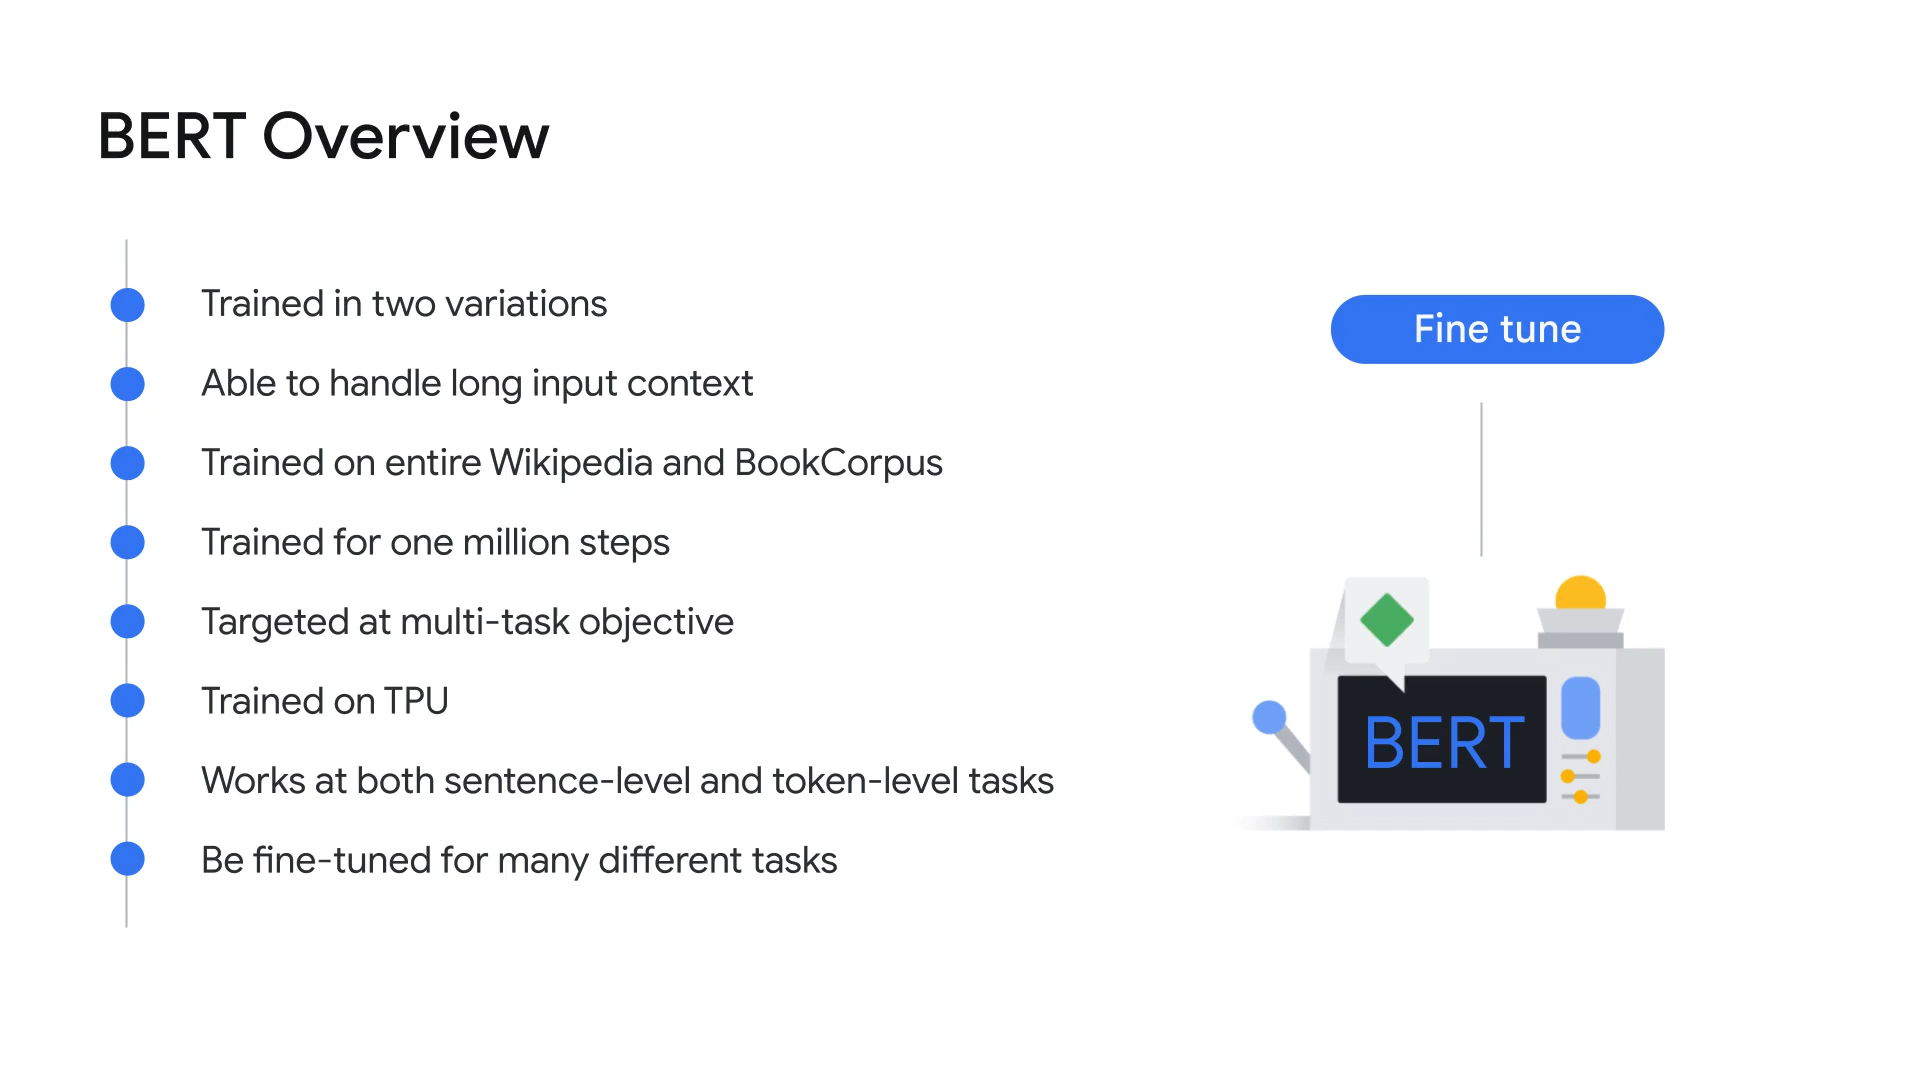 BERT Overview
Trained in two variations
Able to handle long input context
Trained on entire Wikipedia and BookCorpus
Trained for one million steps
Targeted at multi-task objective
Trained on TPU
Works at both sentence-level and token-level tasks
Be fine-tuned for many different tasks
Fine tune
BERT